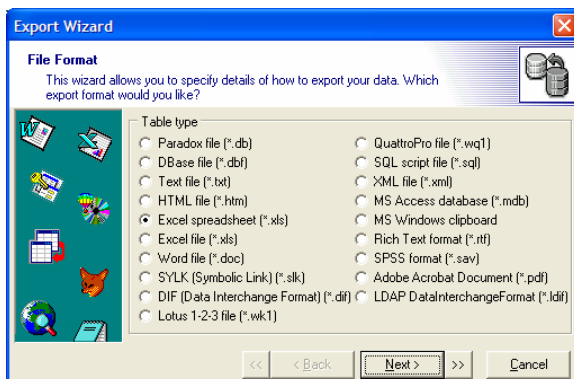 Export Wizard
File Format
This wizard allows you to specify details of how to export your data. Which
export format would you like?
Table type
Paradox file (*.db)
DBase file (*.dbf)
Text file (*.txt)
HTML file (*.htm)
Excel spreadsheet (*.xls)
Excel file (*.xls)
Word file (*.doc)
SYLK (Symbolic Link) (*.slk)
DIF (Data Interchange Format) (*.dif)
Lotus 1-2-3 file (*.wk1)
QuattroPro file (*.wq1)
SQL script file (*.sql)
XML file (*.xml)
MS Access database (*.mdb)
MS Windows clipboard
Rich Text format (*.rtf)
SPSS format (*.sav)
Adobe Acrobat Document (*.pdf)
LDAP DataInterchangeFormat (*.ldif)
<< < Back Next > >> Cancel